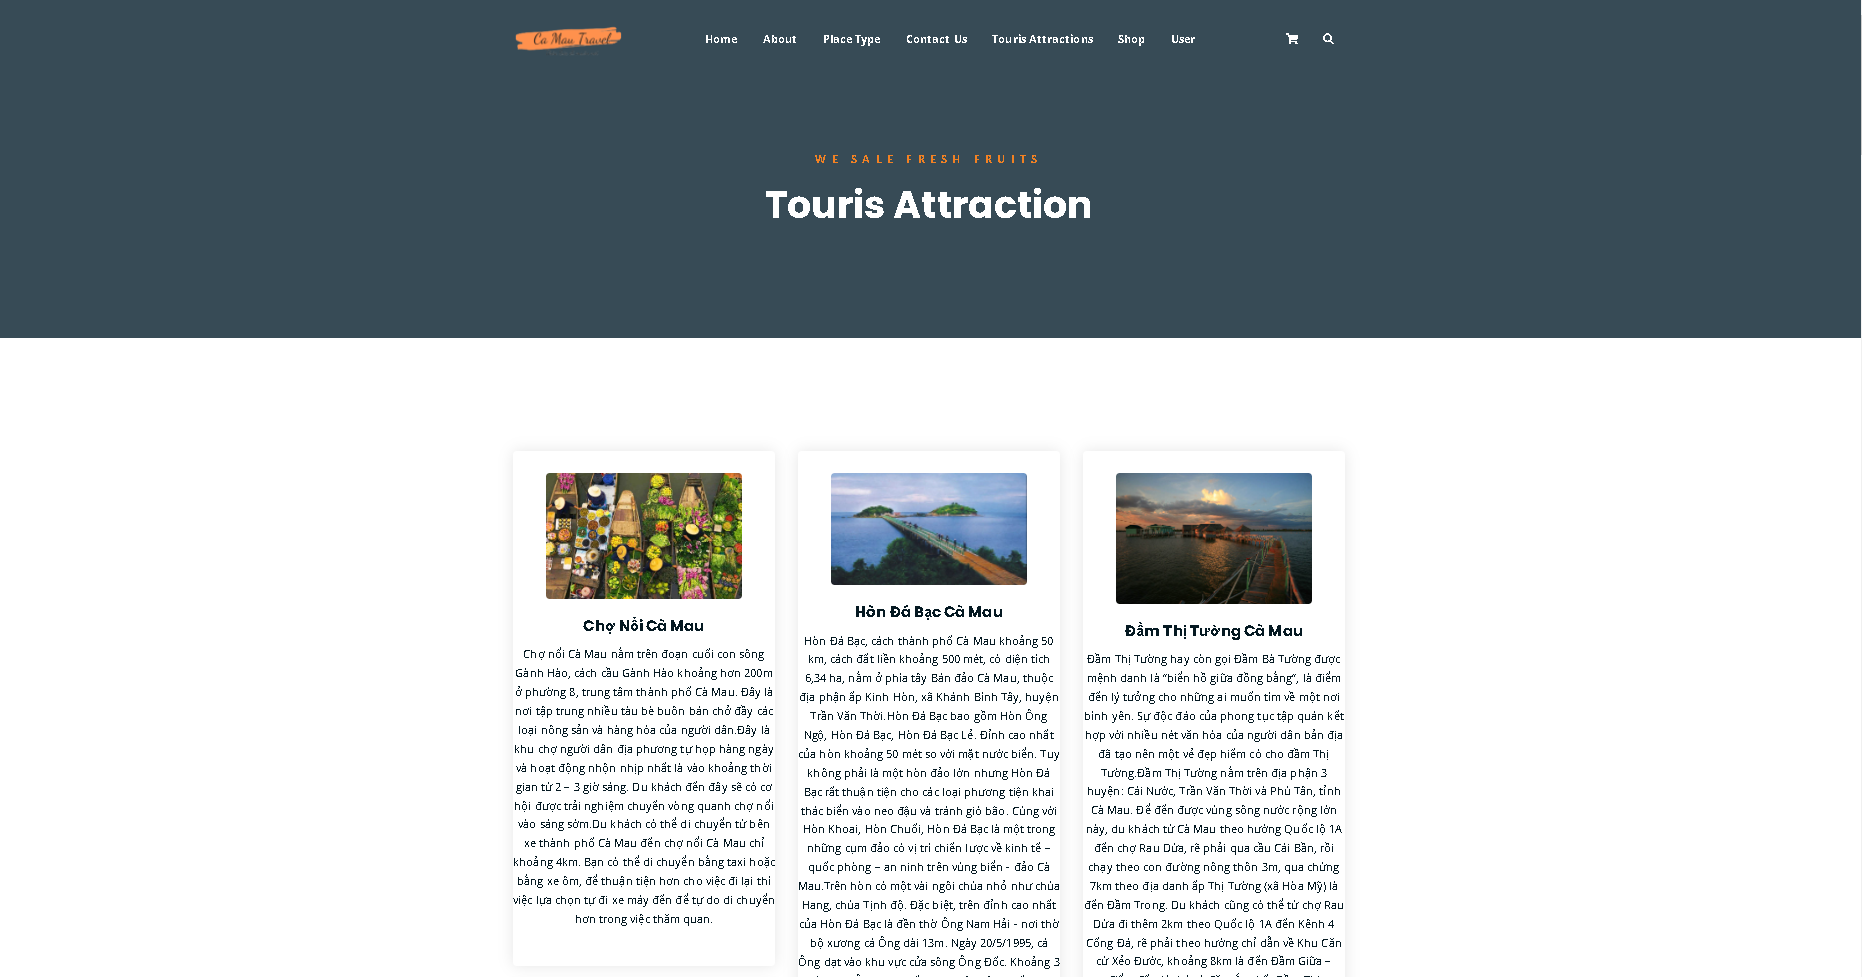 Ca Mau Travel
Home About Place Type Contact Us Touris Attractions Shop User
WE SALE FRESH FRUITS
Touris Attraction
Chợ Nổi Cà Mau
Chợ nổi Cà Mau nằm trên đoạn cuối con sông
Gành Hào, cách cầu Gành Hào khoảng hơn 200m
ở phường 8, trung tâm thành phố Cà Mau. Đây là
nơi tập trung nhiều tàu bè buôn bán chở đầy các
loại nông sản và hàng hóa của người dân.Đây là
khu chợ người dân địa phương tự họp hàng ngày
và hoạt động nhộn nhịp nhất là vào khoảng thời
gian từ 2 – 3 giờ sáng. Du khách đến đây sẽ có cơ
hội được trải nghiệm chuyến vòng quanh chợ nổi
vào sáng sớm.Du khách có thể di chuyển từ bến
xe thành phố Cà Mau đến chợ nổi Cà Mau chỉ
khoảng 4km. Bạn có thể di chuyển bằng taxi hoặc
bằng xe ôm, để thuận tiện hơn cho việc đi lại thì
việc lựa chọn tự đi xe máy đến để tự do di chuyển
hơn trong việc thăm quan.
Hòn Đá Bạc Cà Mau
Hòn Đá Bạc, cách thành phố Cà Mau khoảng 50
km, cách đất liền khoảng 500 mét, có diện tích
6,34 ha, nằm ở phía tây Bán đảo Cà Mau, thuộc
địa phận ấp Kinh Hòn, xã Khánh Bình Tây, huyện
Trần Văn Thời.Hòn Đá Bạc bao gồm Hòn Ông
Ngộ, Hòn Đá Bạc, Hòn Đá Bạc Lẻ. Đỉnh cao nhất
của hòn khoảng 50 mét so với mặt nước biển. Tuy
không phải là một hòn đảo lớn nhưng Hòn Đá
Bạc rất thuận tiện cho các loại phương tiện khai
thác biển vào neo đậu và tránh gió bão. Cùng với
Hòn Khoai, Hòn Chuối, Hòn Đá Bạc là một trong
những cụm đảo có vị trí chiến lược về kinh tế –
quốc phòng – an ninh trên vùng biển - đảo Cà
Mau.Trên hòn có một vài ngôi chùa nhỏ như chùa
Hang, chùa Tịnh độ. Đặc biệt, trên đỉnh cao nhất
của Hòn Đá Bạc là đền thờ Ông Nam Hải - nơi thờ
bộ xương cá Ông dài 13m. Ngày 20/5/1995, cá
Ông dạt vào khu vực cửa sông Ông Đốc. Khoảng 3
Đầm Thị Tường Cà Mau
Đầm Thị Tường hay còn gọi Đầm Bà Tường được
mệnh danh là “biển hồ giữa đồng bằng”, là điểm
đến lý tưởng cho những ai muốn tìm về một nơi
bình yên. Sự độc đáo của phong tục tập quán kết
hợp với nhiều nét văn hóa của người dân bản địa
đã tạo nên một vẻ đẹp hiếm có cho đầm Thị
Tường.Đầm Thị Tường nằm trên địa phận 3
huyện: Cái Nước, Trần Văn Thời và Phú Tân, tỉnh
Cà Mau. Để đến được vùng sông nước rộng lớn
này, du khách từ Cà Mau theo hướng Quốc lộ 1A
đến chợ Rau Dừa, rẽ phải qua cầu Cái Bần, rồi
chạy theo con đường nông thôn 3m, qua chừng
7km theo địa danh ấp Thị Tường (xã Hòa Mỹ) là
đến Đầm Trong. Du khách cũng có thể từ chợ Rau
Dừa đi thêm 2km theo Quốc lộ 1A đến Kênh 4
Cống Đá, rẽ phải theo hướng chỉ dẫn về Khu Căn
cứ Xẻo Đước, khoảng 8km là đến Đầm Giữa –